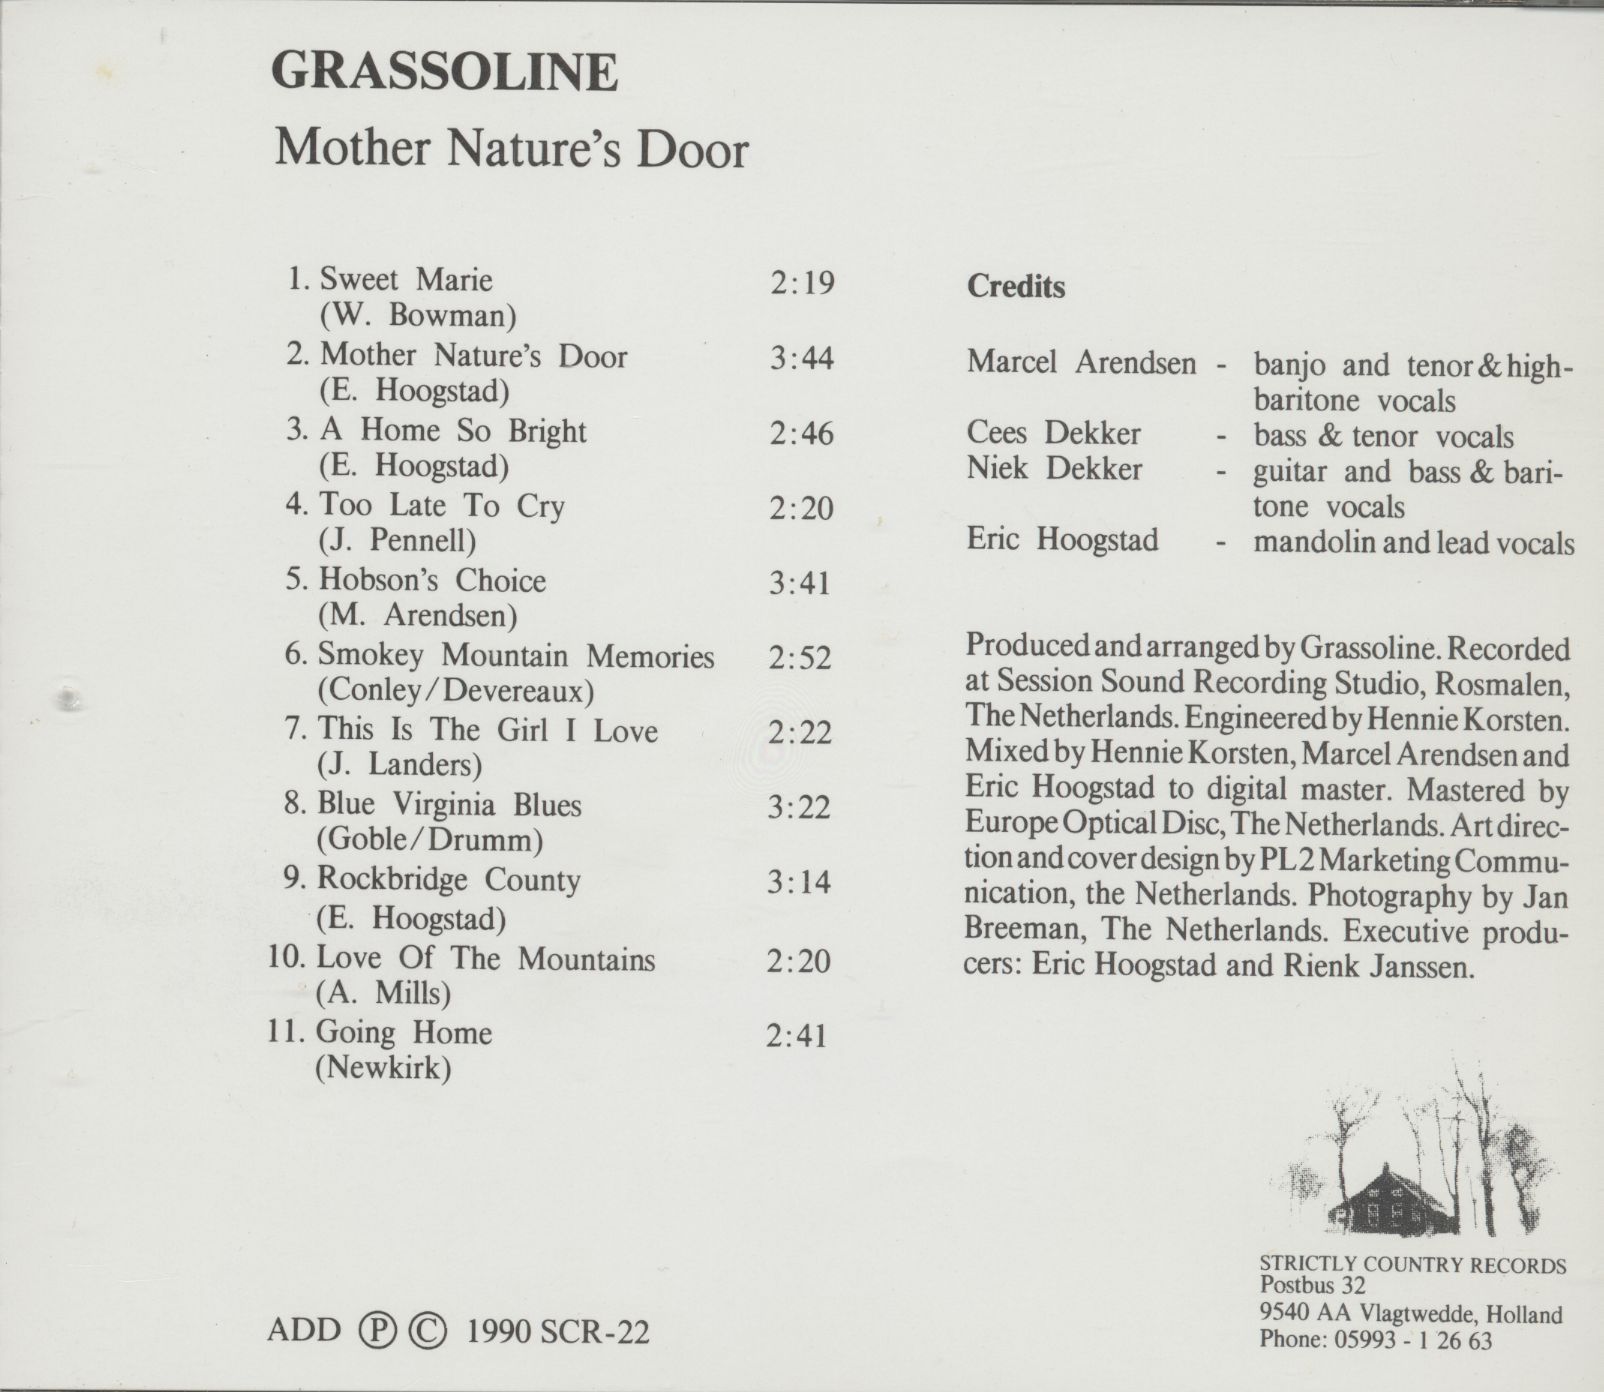 GRASSOLINE
Mother Nature's Door
1. Sweet Marie 2:19
(W. Bowman)
2. Mother Nature's Door 3:44
(E. Hoogstad)
3. A Home So Bright 2:46
(E. Hoogstad)
4. Too Late To Cry 2:20
(J. Pennell)
5. Hobson's Choice 3:41
(M. Arendsen)
6. Smokey Mountain Memories 2:52
(Conley/Devereaux)
7. This Is The Girl I Love 2:22
(J. Landers)
8. Blue Virginia Blues 3:22
(Goble/Drumm)
9. Rockbridge County 3:14
(E. Hoogstad)
10. Love Of The Mountains 2:20
(A. Mills)
11. Going Home 2:41
(Newkirk)
Credits
Marcel Arendsen - banjo and tenor & high-
baritone vocals
Cees Dekker - bass & tenor vocals
Niek Dekker - guitar and bass & bari-
tone vocals
Eric Hoogstad - mandolin and lead vocals
Produced and arranged by Grassoline. Recorded
at Session Sound Recording Studio, Rosmalen,
The Netherlands. Engineered by Hennie Korsten.
Mixed by Hennie Korsten, Marcel Arendsen and
Eric Hoogstad to digital master. Mastered by
Europe Optical Disc, The Netherlands. Art direc-
tion and cover design by PL2 Marketing Commu-
nication, the Netherlands. Photography by Jan
Breeman, The Netherlands. Executive produ-
cers: Eric Hoogstad and Rienk Janssen.
STRICTLY COUNTRY RECORDS
Postbus 32
9540 AA Vlagtwedde, Holland
Phone: 05993 - 1 26 63
ADD Ⓟ © 1990 SCR-22